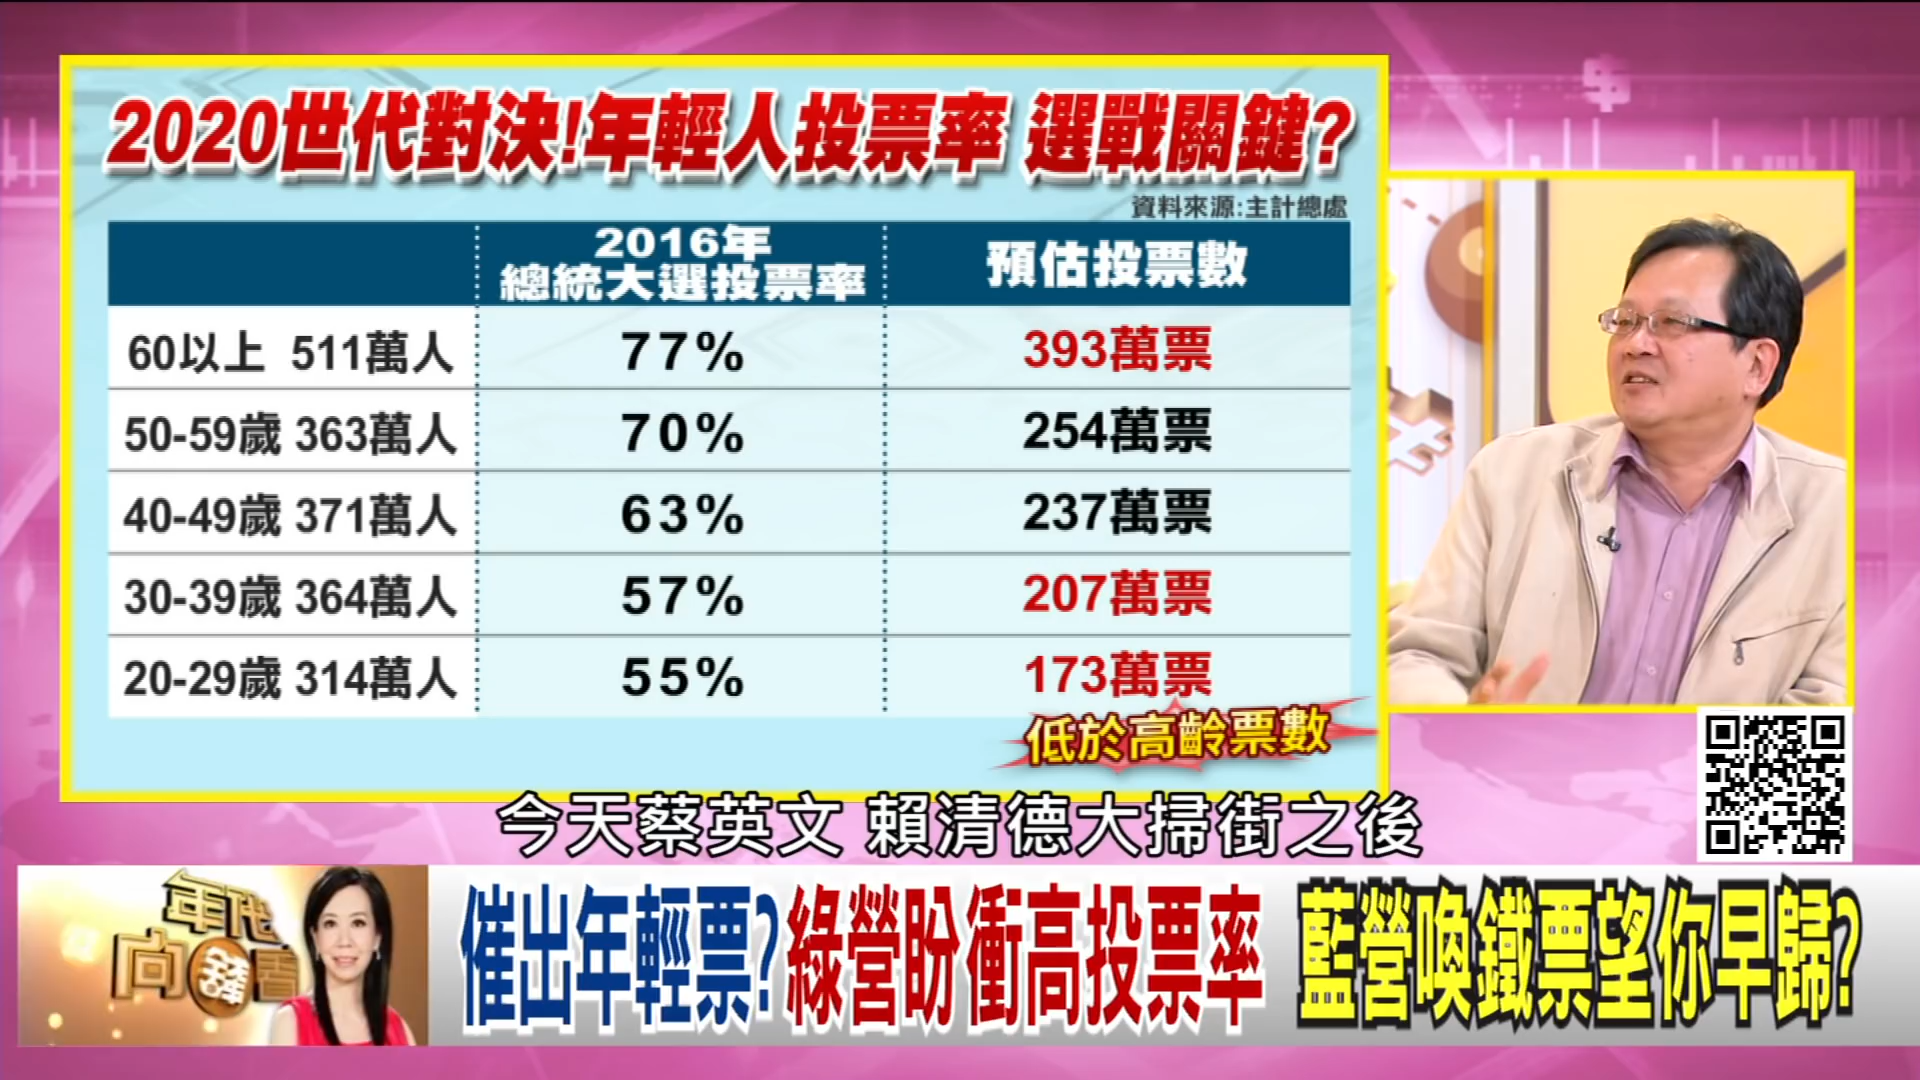 2020世代對決!年輕人投票率 選戰關鍵?
資料來源:主計總處
2016年
總統大選投票率
預估投票數
60以上 511萬人 77% 393萬票
50-59歲 363萬人 70% 254萬票
40-49歲 371萬人 63% 237萬票
30-39歲 364萬人 57% 207萬票
20-29歲 314萬人 55% 173萬票
低於高齡票數
今天蔡英文 賴清德大掃街之後
年代
向錢看
催出年輕票?綠營盼衝高投票率 藍營喚鐵票望你早歸?